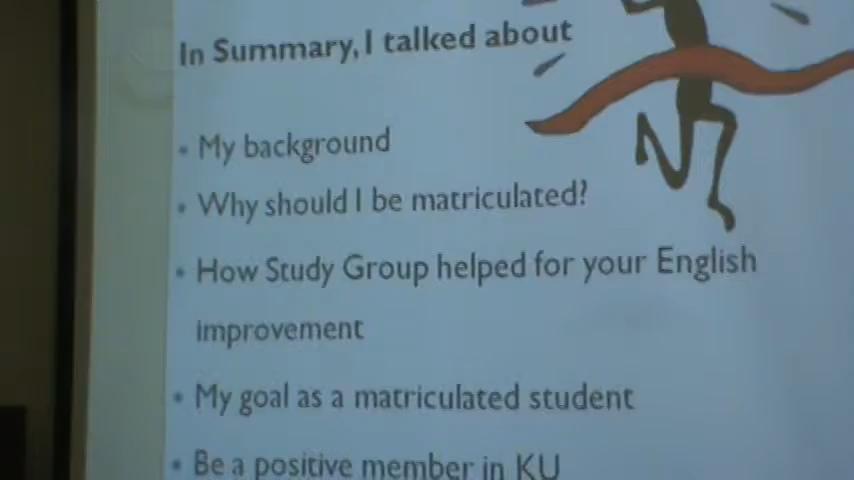 In Summary, I talked about
• My background
• Why should I be matriculated?
• How Study Group helped for your English
improvement
• My goal as a matriculated student
• Be a positive member in KU